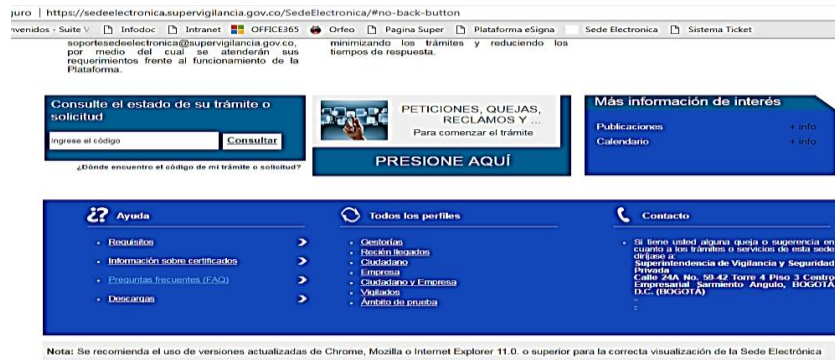 guro | https://sedeelectronica.supervigilancia.gov.co/SedeElectronica/#no-back-button
nvenidos - Suite V Infodoc Intranet OFFICE365 Orfeo Pagina Super Plataforma eSigna Sede Electronica Sistema Ticket
soportesedeelectronica@supervigilancia.gov.co,
por medio del cual se atenderán sus
requerimientos frente al funcionamiento de la
Plataforma.
minimizando los trámites y reduciendo los
tiempos de respuesta.
Consulte el estado de su trámite o
solicitud
Ingrese el código Consultar
¿Dónde encuentro el código de mi trámite o solicitud?
PETICIONES, QUEJAS,
RECLAMOS Y ...
Para comenzar el trámite
PRESIONE AQUÍ
Más información de interés
Publicaciones + info
Calendario + info
¿? Ayuda
Requisitos
Información sobre certificados
Preguntas frecuentes (FAQ)
Descargas
Todos los perfiles
Gestorías
Recién llegados
Ciudadano
Empresa
Ciudadano y Empresa
Vigilados
Ámbito de prueba
Contacto
Si tiene usted alguna queja o sugerencia en
cuanto a los trámites o servicios de esta sede
diríjase a:
Superintendencia de Vigilancia y Seguridad
Privada
Calle 24A No. 59-42 Torre 4 Piso 3 Centro
Empresarial Sarmiento Angulo, BOGOTÁ
D.C. (BOGOTÁ)
Nota: Se recomienda el uso de versiones actualizadas de Chrome, Mozilla o Internet Explorer 11.0. o superior para la correcta visualización de la Sede Electrónica